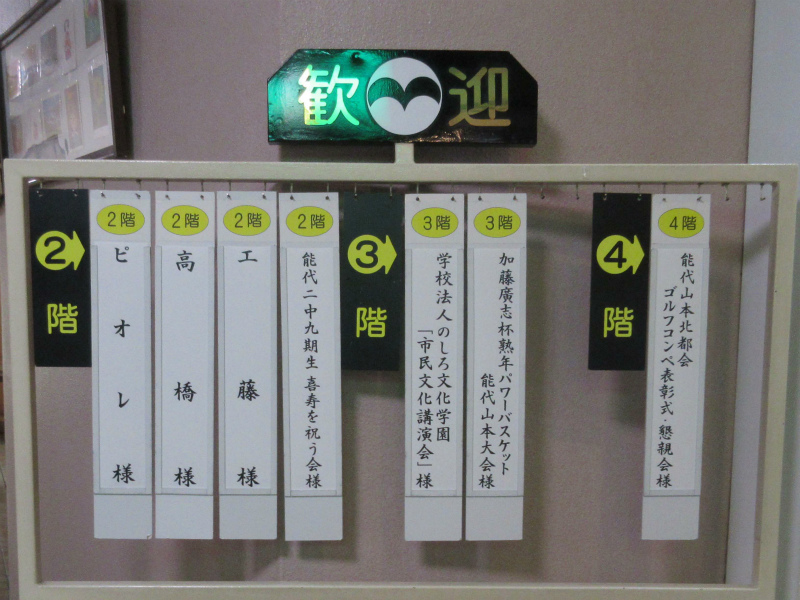 歓迎
2階
2階
ピオレ様
2階
高橋様
2階
工藤様
2階
能代二中九期生 喜寿を祝う会様
3階
3階
学校法人のしろ文化学園
「市民文化講演会」様
3階
加藤廣志杯熟年パワーバスケット
能代山本大会様
4階
4階
能代山本北都会
ゴルフコンペ表彰式・懇親会様